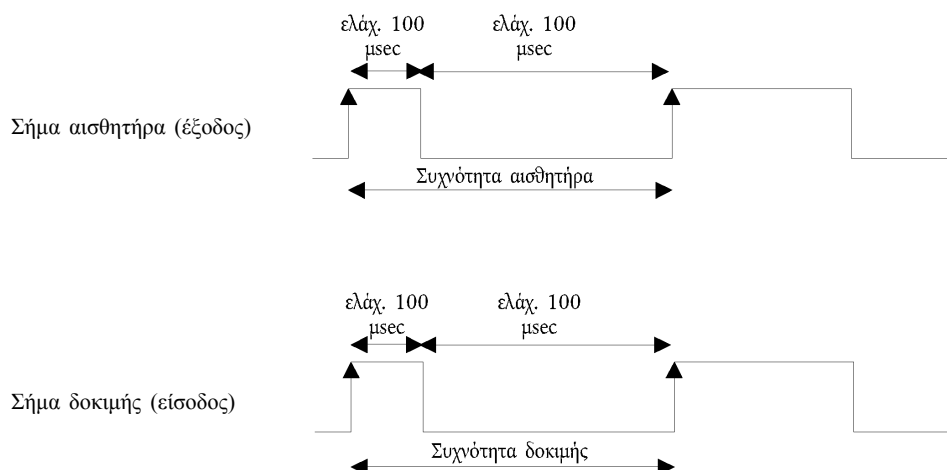 ελάχ. 100
μsec
ελάχ. 100
μsec
Σήμα αισθητήρα (έξοδος)
Συχνότητα αισθητήρα
ελάχ. 100
μsec
ελάχ. 100
μsec
Σήμα δοκιμής (είσοδος)
Συχνότητα δοκιμής